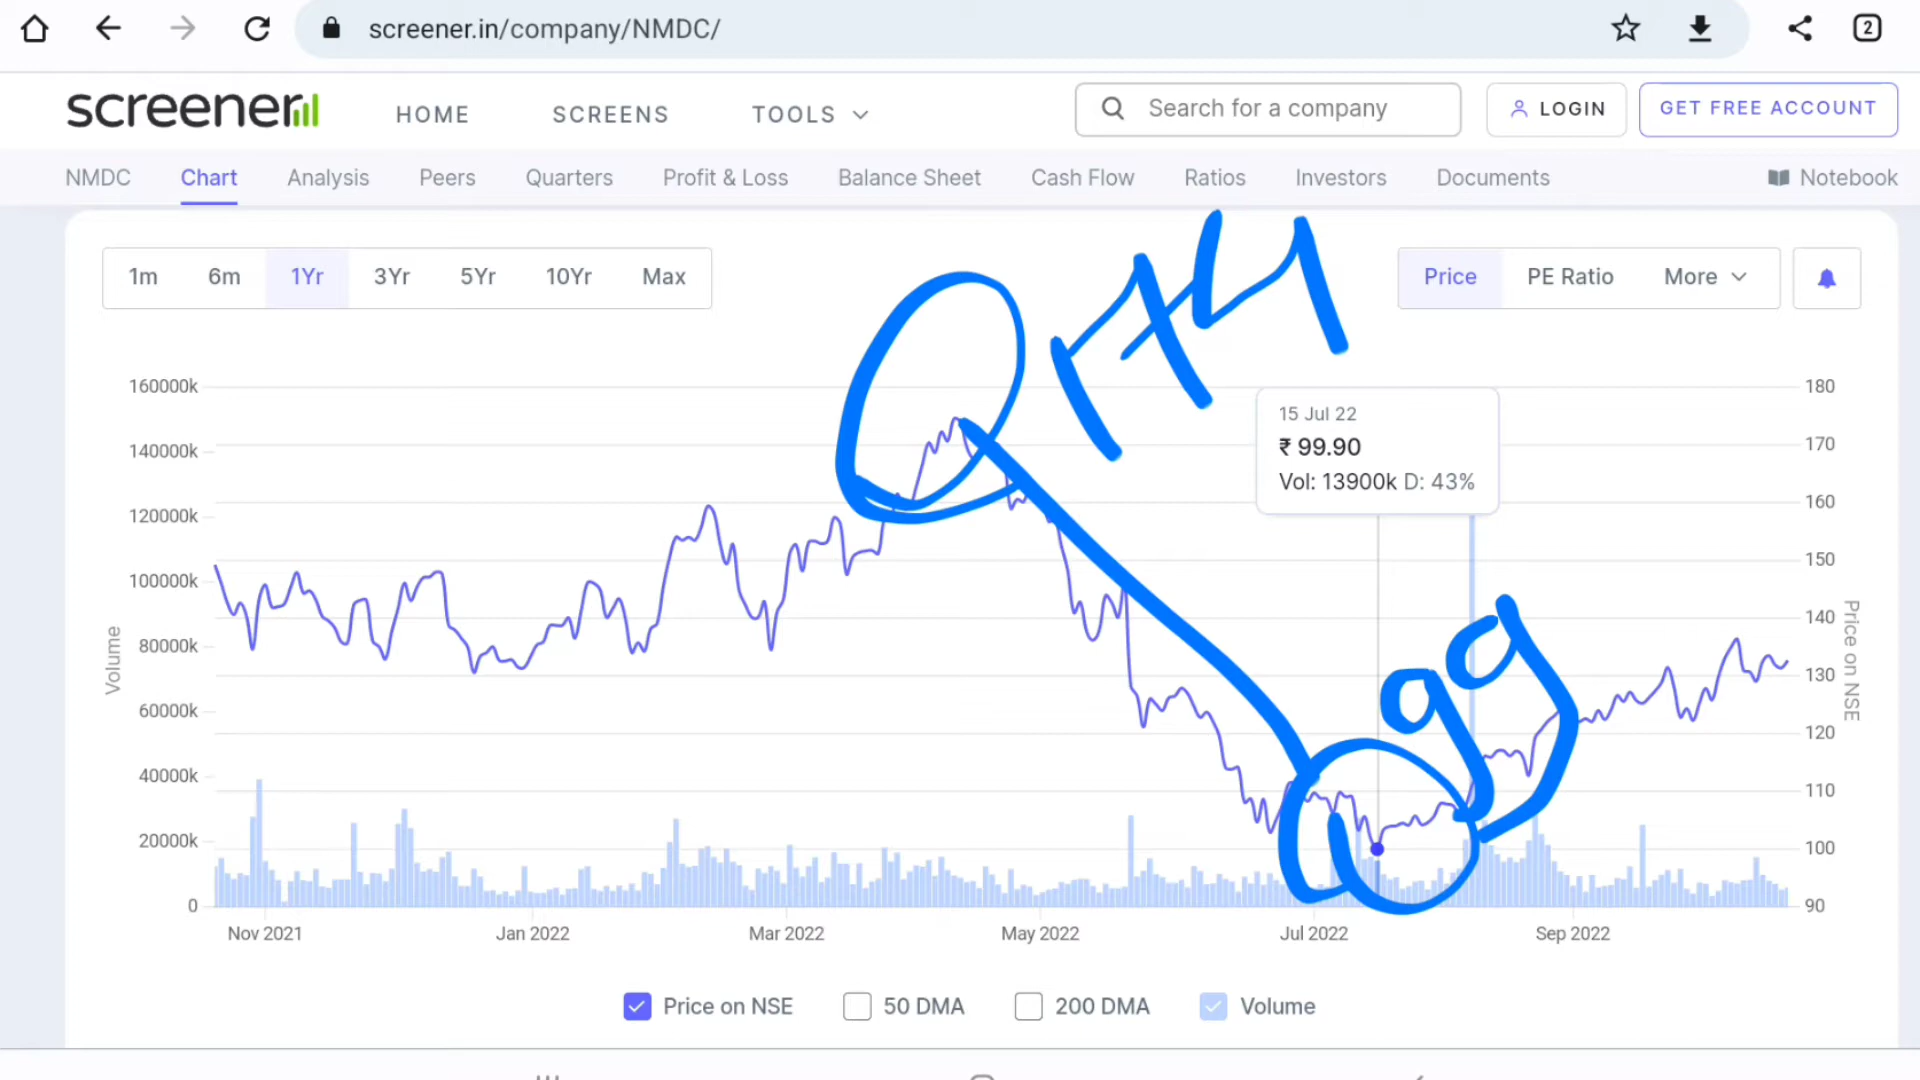 screener.in/company/NMDC/
2
screener
HOME SCREENS TOOLS
Search for a company
LOGIN
GET FREE ACCOUNT
NMDC Chart Analysis Peers Quarters Profit & Loss Balance Sheet Cash Flow Ratios Investors Documents Notebook
1m 6m 1Yr 3Yr 5Yr 10Yr Max
Price PE Ratio More
174
160000k 180
15 Jul 22
₹ 99.90
Vol: 13900k D: 43%
140000k 170
120000k 160
100000k 150
80000k 140
60000k 130
40000k 120
20000k 110
0 100
90
Volume
Price on NSE
99
Nov 2021 Jan 2022 Mar 2022 May 2022 Jul 2022 Sep 2022
Price on NSE 50 DMA 200 DMA Volume